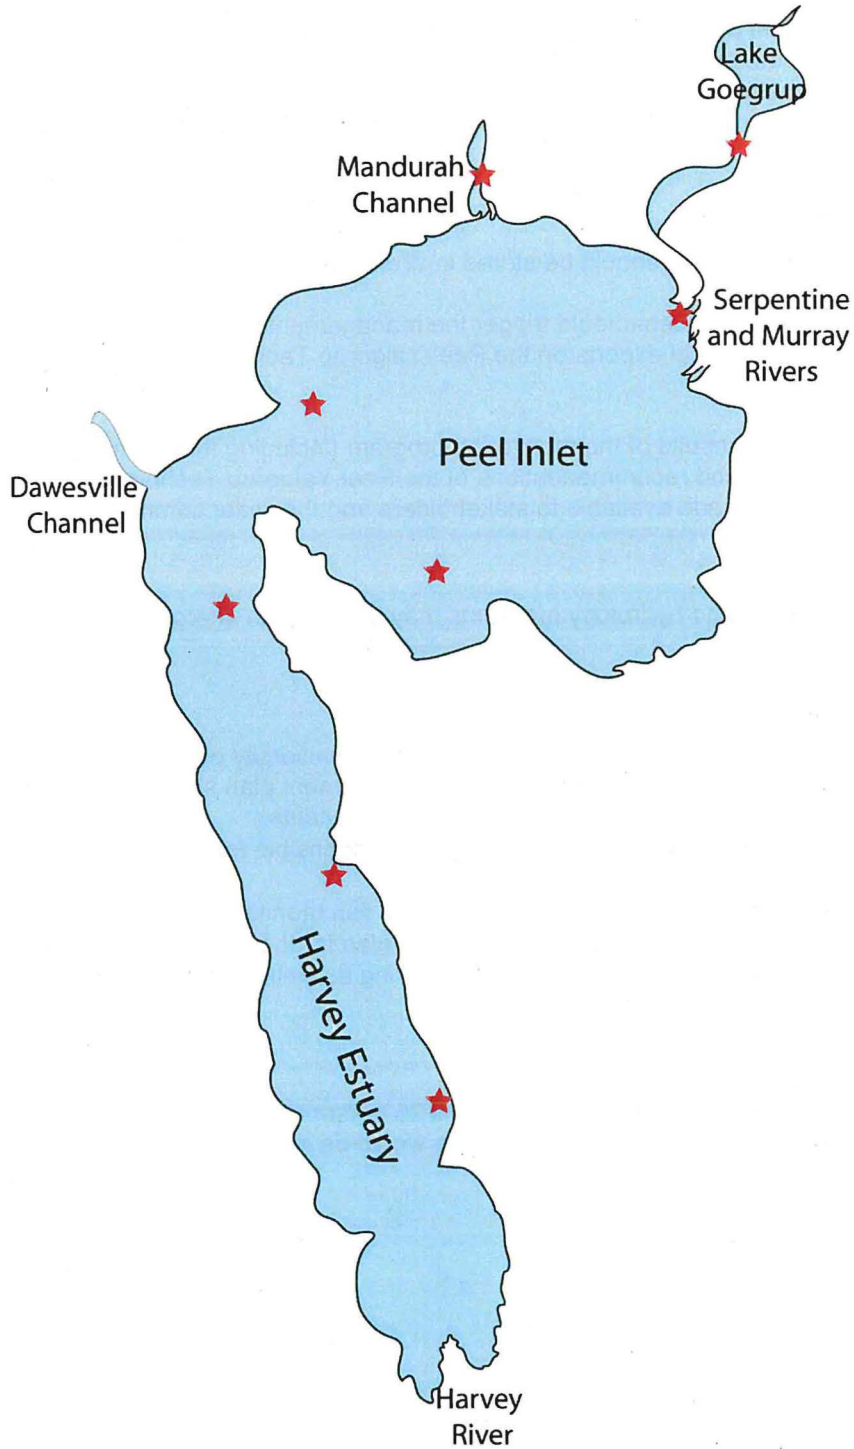 Lake
Goegrup
Mandurah
Channel
Serpentine
and Murray
Rivers
Peel Inlet
Dawesville
Channel
Harvey Estuary
Harvey
River